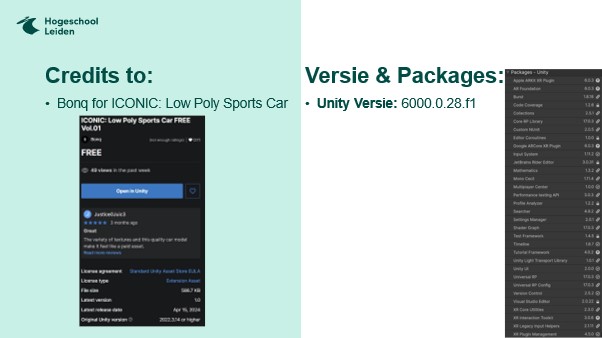 Hogeschool
Leiden
Credits to:
• Bonq for ICONIC: Low Poly Sports Car
ICONIC: Low Poly Sports Car FREE
Vol.01
Bonq
FREE
49 views in the past week
Open in Unity
3 months ago
Great
The variety of textures and this quality car model
make it feel like a paid asset.
Read more reviews
License agreement Standard Unity Asset Store EULA
License type Extension Asset
File size
Latest version 1.0
Latest release date Apr 15, 2024
Original Unity version or higher
Versie & Packages:
• Unity Versie: 6000.0.28.f1
Packages - Unity
Apple ARKit XR Plugin
AR Foundation
Burst
Code Coverage
Collections
Core RP Library
Custom NUnit
Editor Coroutines
Google ARCore XR Plugin
Input System
JetBrains Rider Editor
Mathematics
Mono Cecil
Multiplayer Center
Performance testing API
Profile Analyzer
Searcher
Settings Manager
Shader Graph
Test Framework
Timeline
Tutorial Framework
Unity Light Transport Library
Unity UI
Universal RP
Universal RP Config
Version Control
Visual Studio Editor
XR Core Utilities
XR Interaction Toolkit
XR Legacy Input Helpers
XR Plugin Management